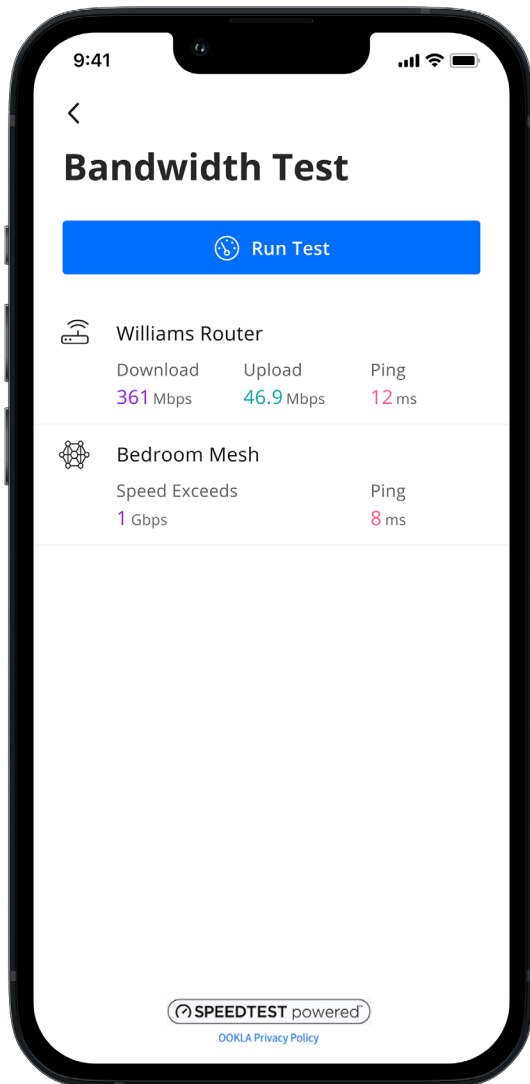 9:41
Bandwidth Test
Run Test
Williams Router
Download Upload Ping
361 Mbps 46.9 Mbps 12 ms
Bedroom Mesh
Speed Exceeds Ping
1 Gbps 8 ms
SPEEDTEST powered™
OOKLA Privacy Policy